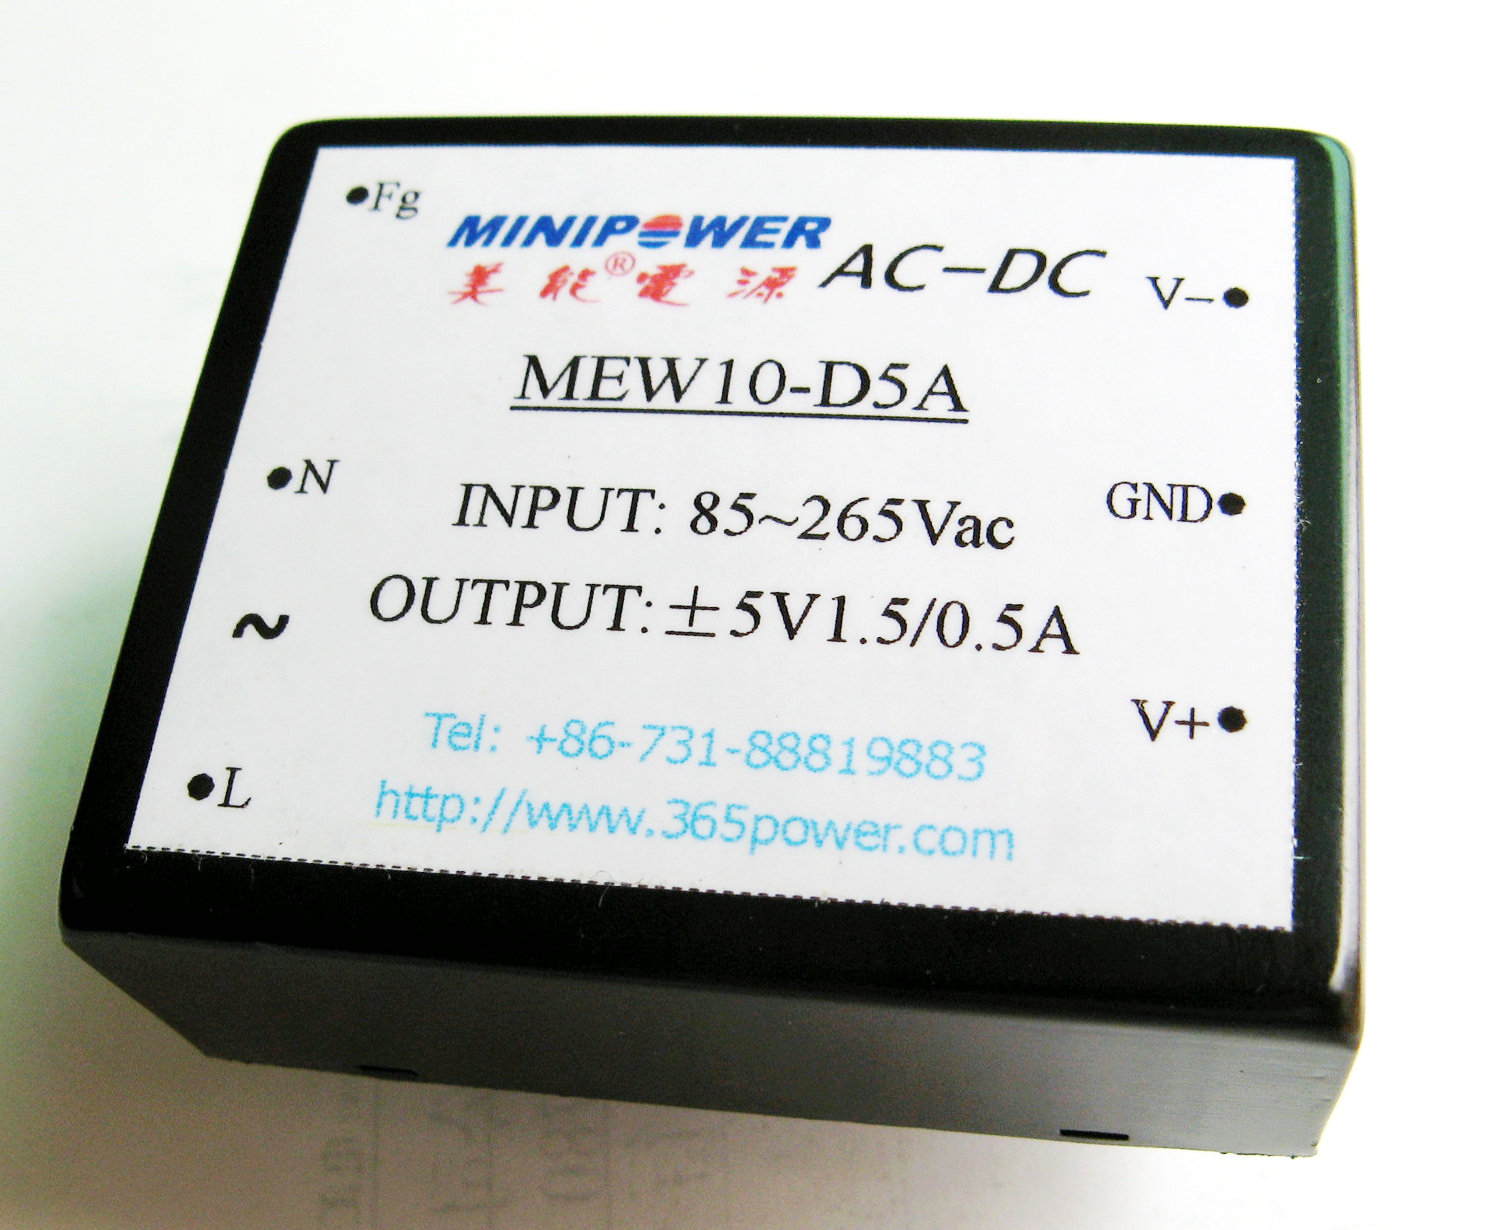 •Fg
MINIPOWER
美能®電源
AC-DC
V-•
MEW10-D5A
•N
INPUT: 85~265Vac
GND•
OUTPUT: ±5V1.5/0.5A
~
V+•
Tel: +86-731-88819883
•L
http://www.365power.com